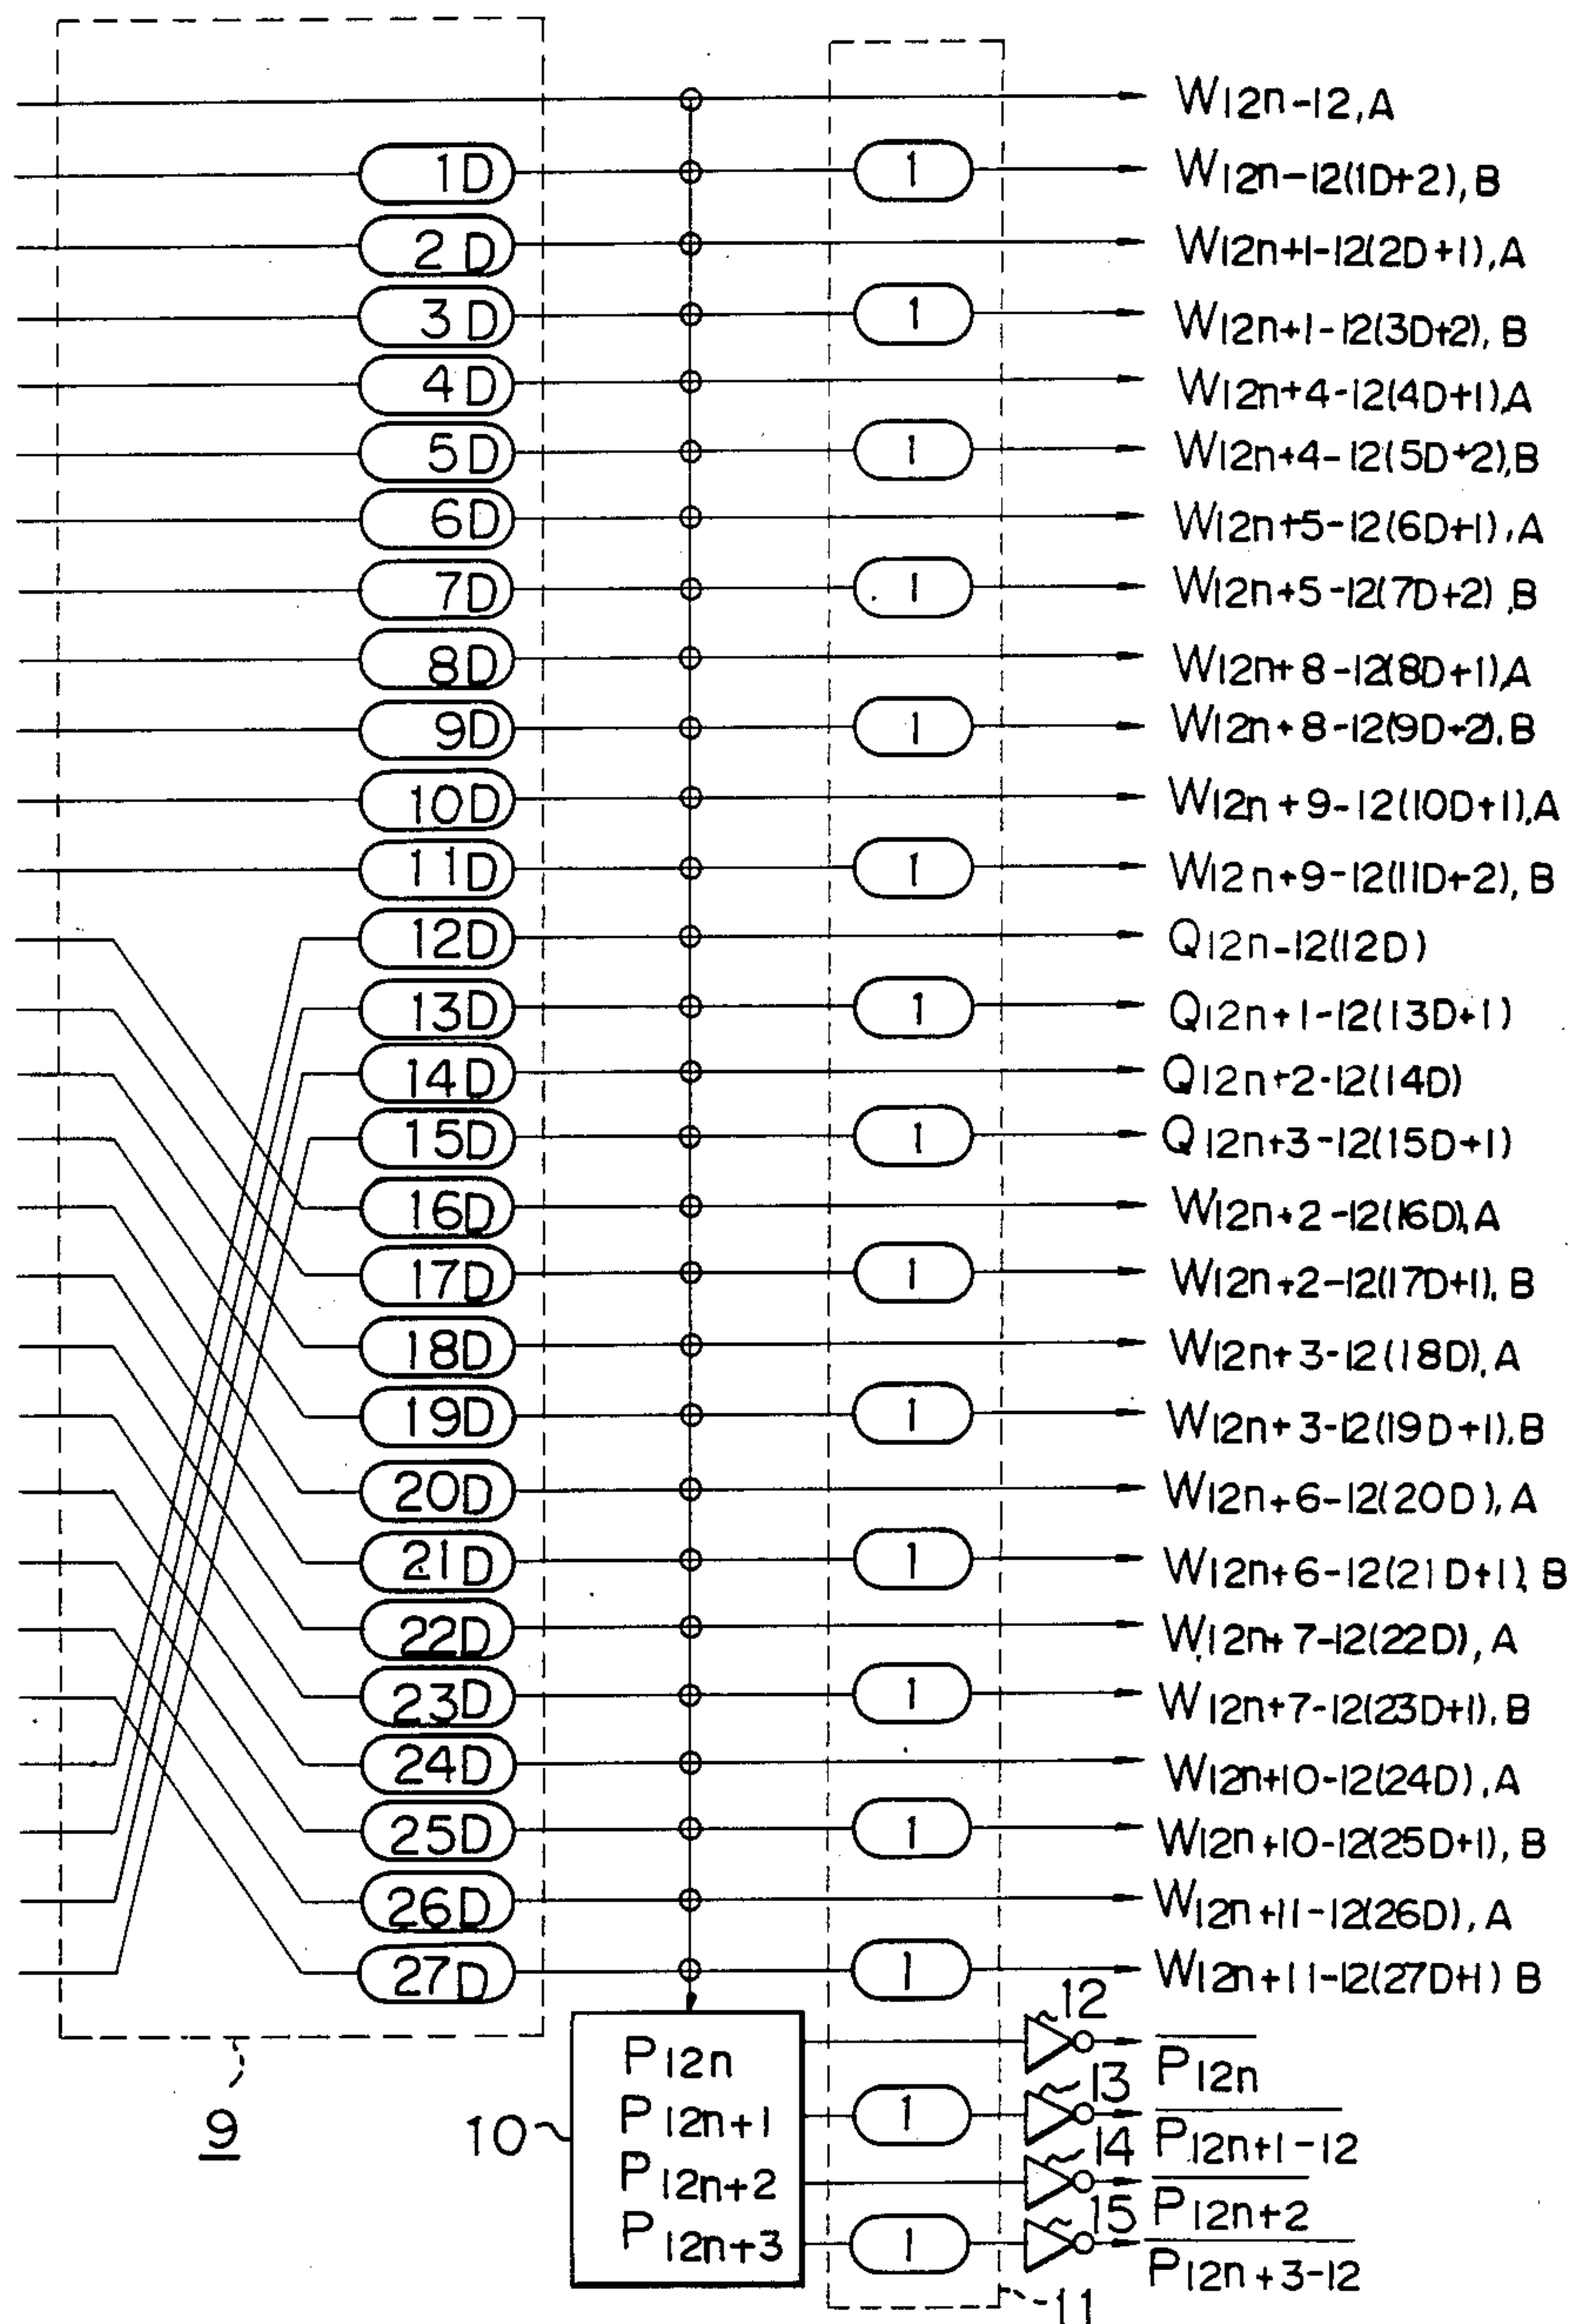 W12n-12,A
1D 1 W12n-12(1D+2),B
2D W12n+1-12(2D+1),A
3D 1 W12n+1-12(3D+2),B
4D W12n+4-12(4D+1),A
5D 1 W12n+4-12(5D+2),B
6D W12n+5-12(6D+1),A
7D 1 W12n+5-12(7D+2),B
8D W12n+8-12(8D+1),A
9D 1 W12n+8-12(9D+2),B
10D W12n+9-12(10D+1),A
11D 1 W12n+9-12(11D+2),B
12D Q12n-12(12D)
13D 1 Q12n+1-12(13D+1)
14D Q12n+2-12(14D)
15D 1 Q12n+3-12(15D+1)
16D W12n+2-12(16D),A
17D 1 W12n+2-12(17D+1),B
18D W12n+3-12(18D),A
19D 1 W12n+3-12(19D+1),B
20D W12n+6-12(20D),A
21D 1 W12n+6-12(21D+1),B
22D W12n+7-12(22D),A
23D 1 W12n+7-12(23D+1),B
24D W12n+10-12(24D),A
25D 1 W12n+10-12(25D+1),B
26D W12n+11-12(26D),A
27D 1 W12n+11-12(27D+1) B
P12n 12 P12n
9 10 P12n+1 1 13 P12n+1-12
P12n+2 14 P12n+2
P12n+3 1 15 P12n+3-12
11